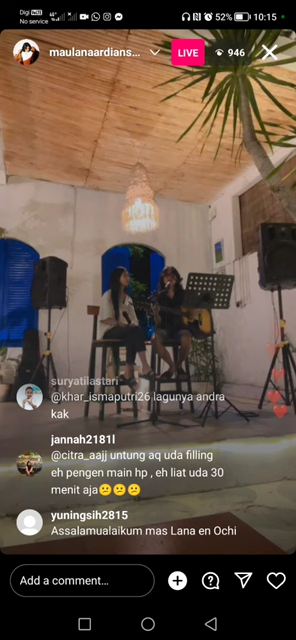 Digi VoLTE
No service
52%
10:15
maulanaardians...
LIVE
946
suryatilastari
@khar_ismaputri26 lagunya andra
kak
jannah2181l
@citra_aajj untung aq uda filling
eh pengen main hp , eh liat uda 30
menit aja😕😕😕
yuningsih2815
Assalamualaikum mas Lana en Ochi
Add a comment...